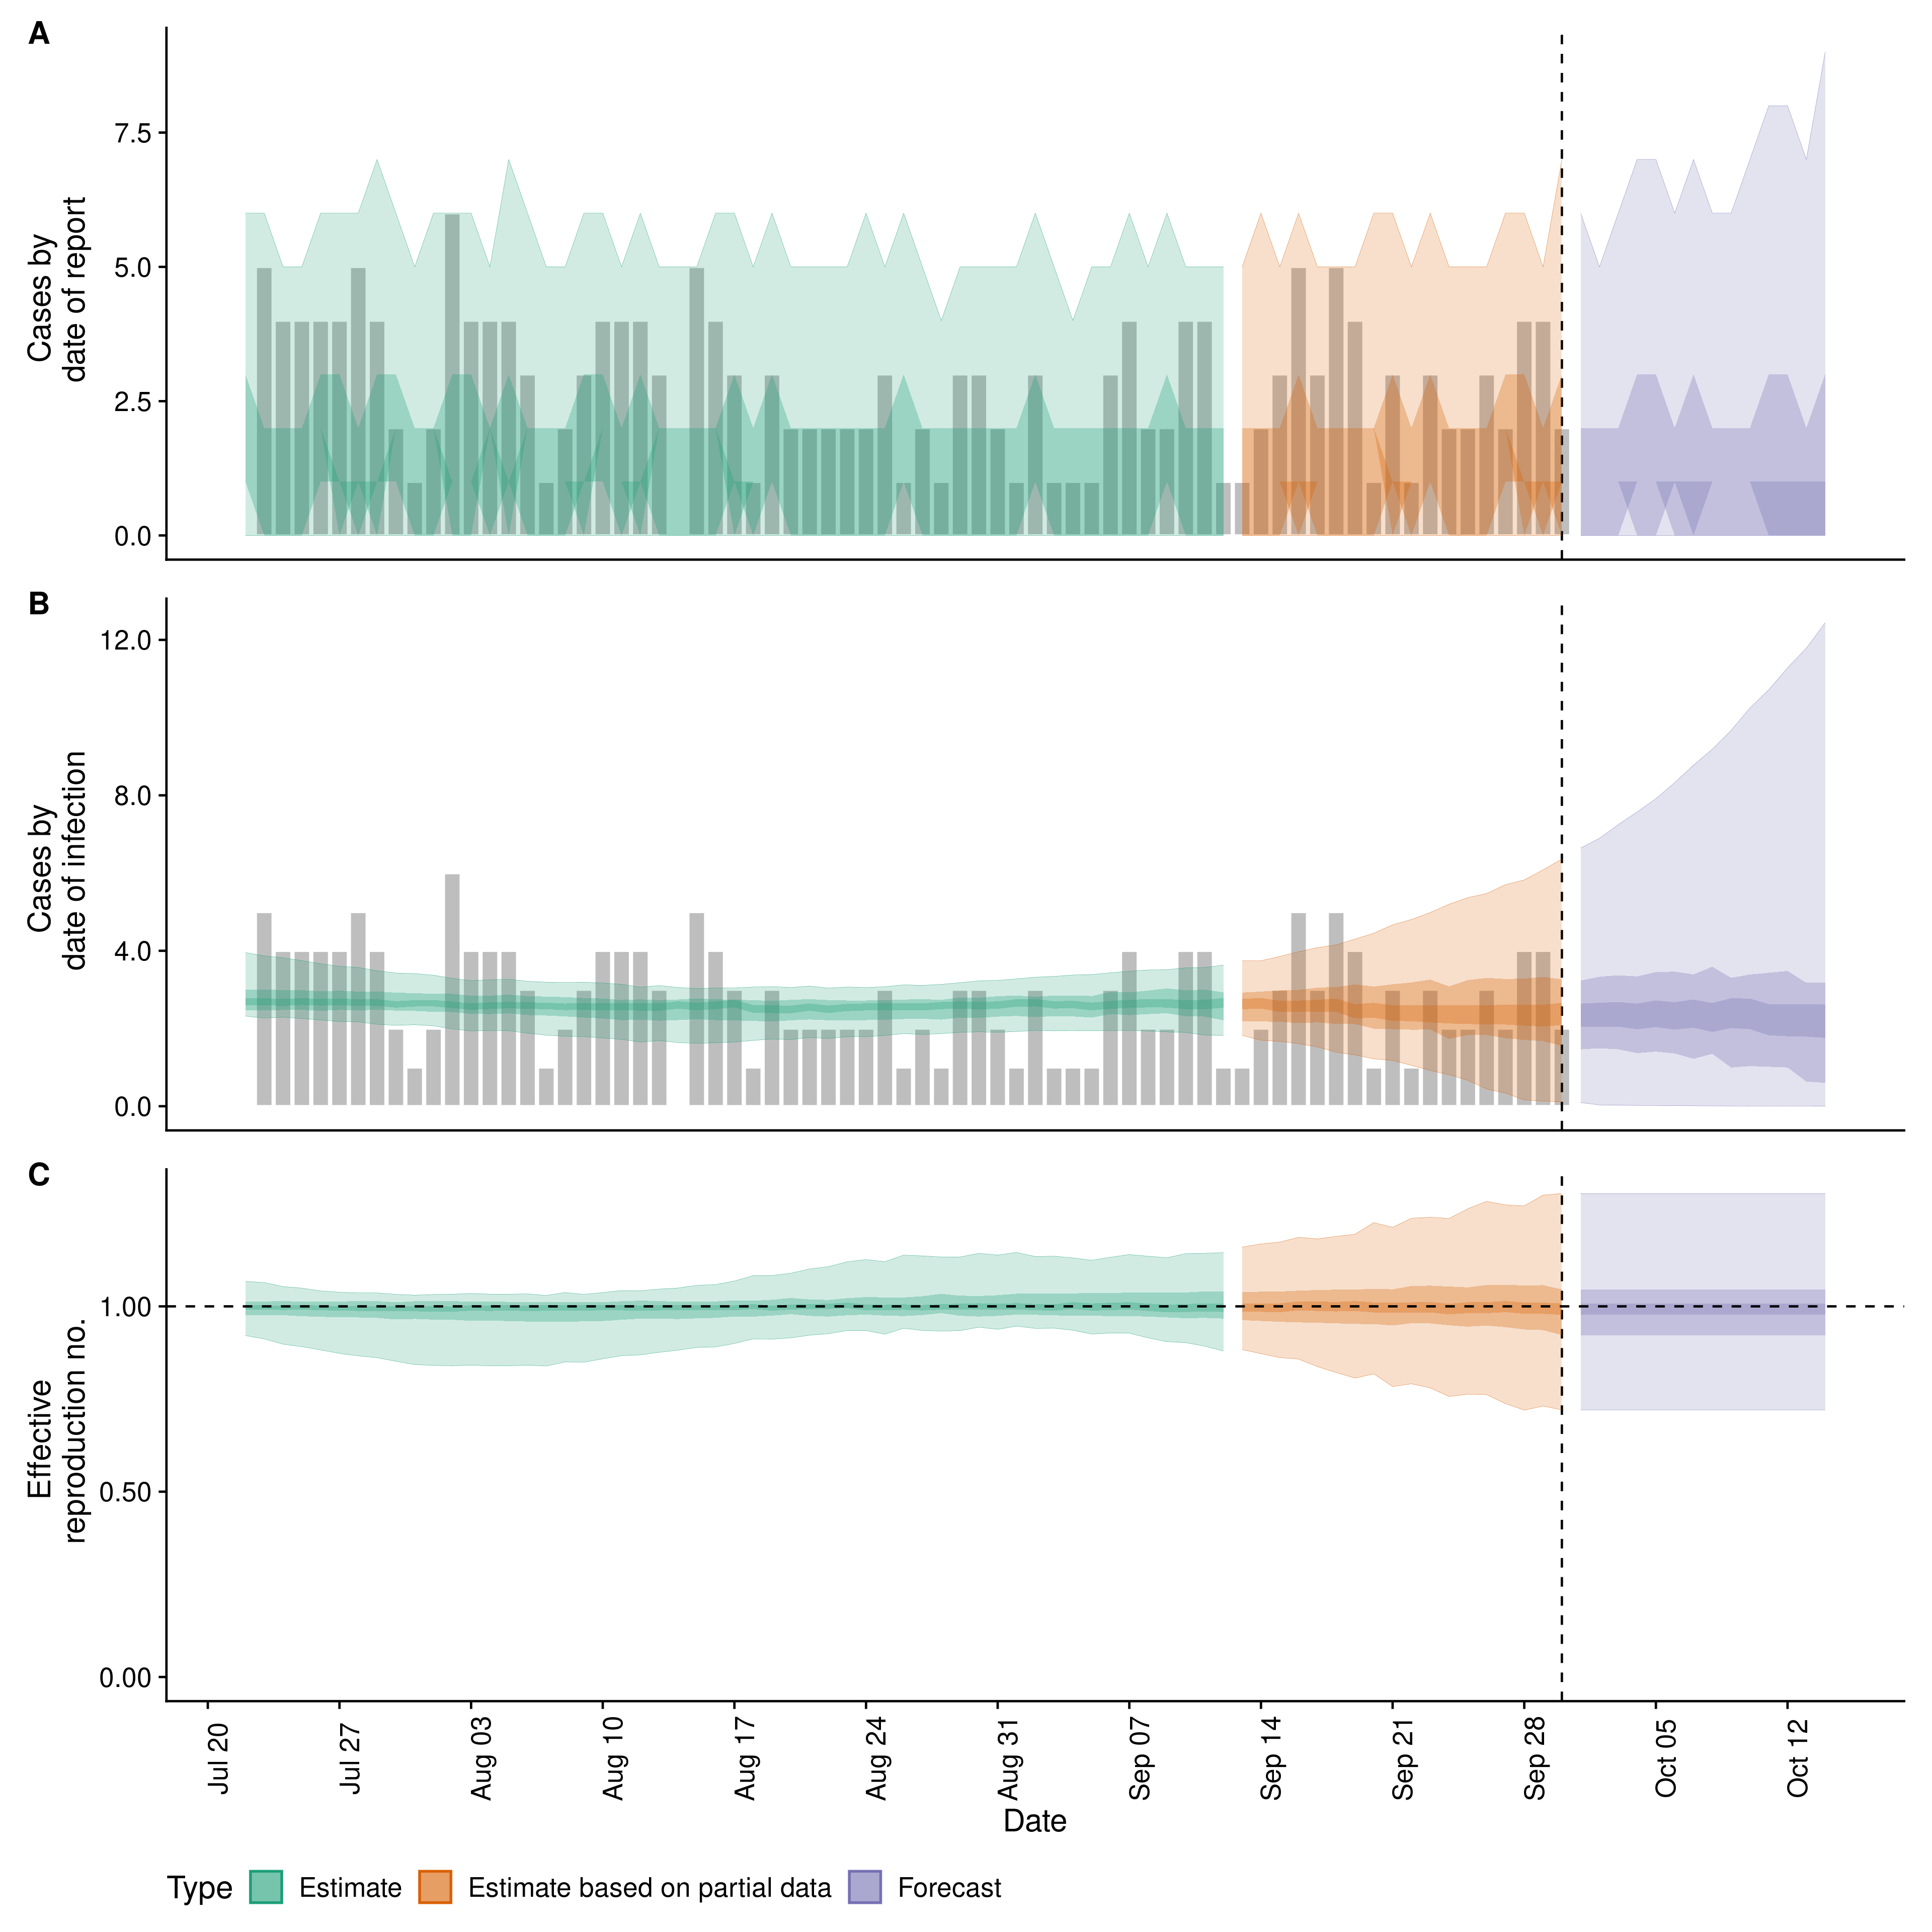 A
7.5
5.0
2.5
0.0
Cases by
date of report
B
12.0
8.0
4.0
0.0
Cases by
date of infection
C
1.00
0.50
0.00
Effective
reproduction no.
Jul 20
Jul 27
Aug 03
Aug 10
Aug 17
Aug 24
Aug 31
Sep 07
Sep 14
Sep 21
Sep 28
Oct 05
Oct 12
Date
Type Estimate Estimate based on partial data Forecast